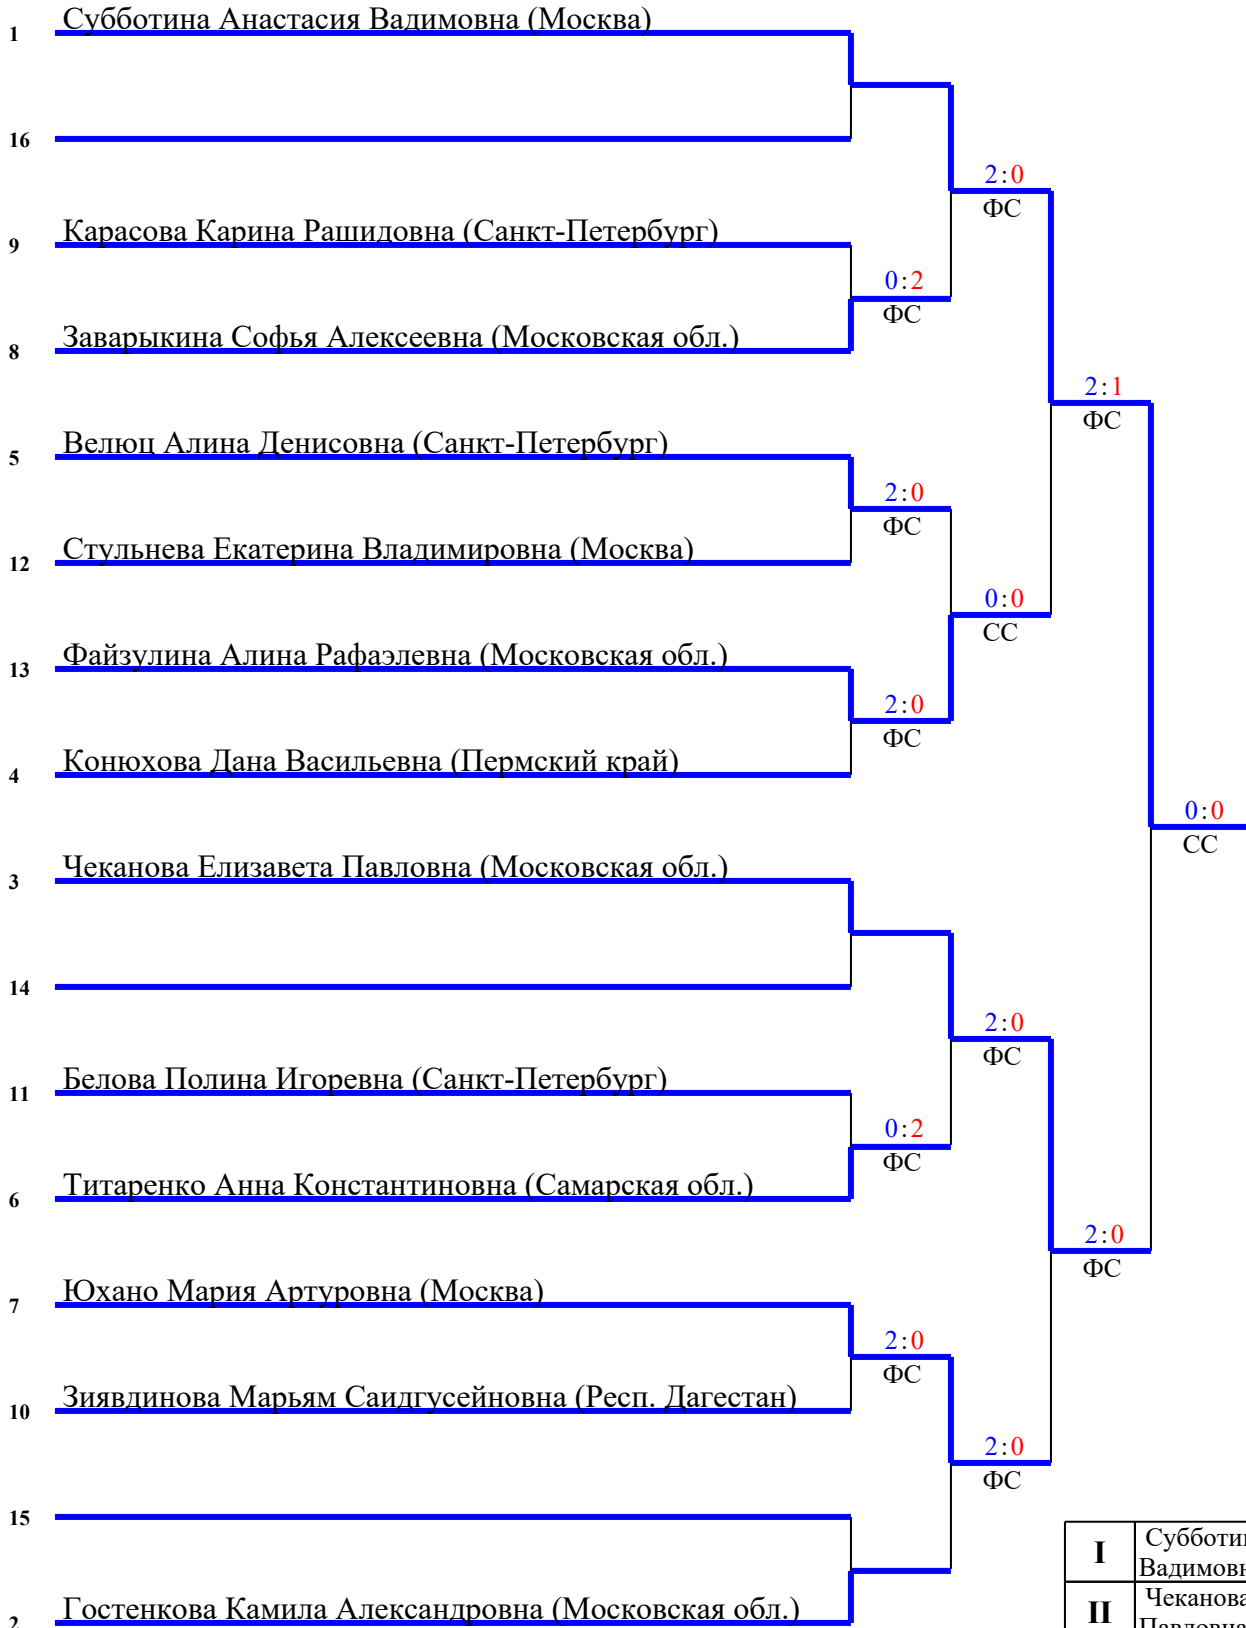 1 Субботина Анастасия Вадимовна (Москва)
16
2:0
ФС
9 Карасова Карина Рашидовна (Санкт-Петербург)
0:2
ФС
8 Заварыкина Софья Алексеевна (Московская обл.)
2:1
ФС
5 Велюц Алина Денисовна (Санкт-Петербург)
2:0
ФС
12 Стульнева Екатерина Владимировна (Москва)
0:0
СС
13 Файзулина Алина Рафаэлевна (Московская обл.)
2:0
ФС
4 Конюхова Дана Васильевна (Пермский край)
0:0
СС
3 Чеканова Елизавета Павловна (Московская обл.)
14
2:0
ФС
11 Белова Полина Игоревна (Санкт-Петербург)
0:2
ФС
6 Титаренко Анна Константиновна (Самарская обл.)
2:0
ФС
7 Юхано Мария Артуровна (Москва)
2:0
ФС
10 Зиявдинова Марьям Саидгусейновна (Респ. Дагестан)
2:0
ФС
15
2 Гостенкова Камила Александровна (Московская обл.)
I
II Чеканова